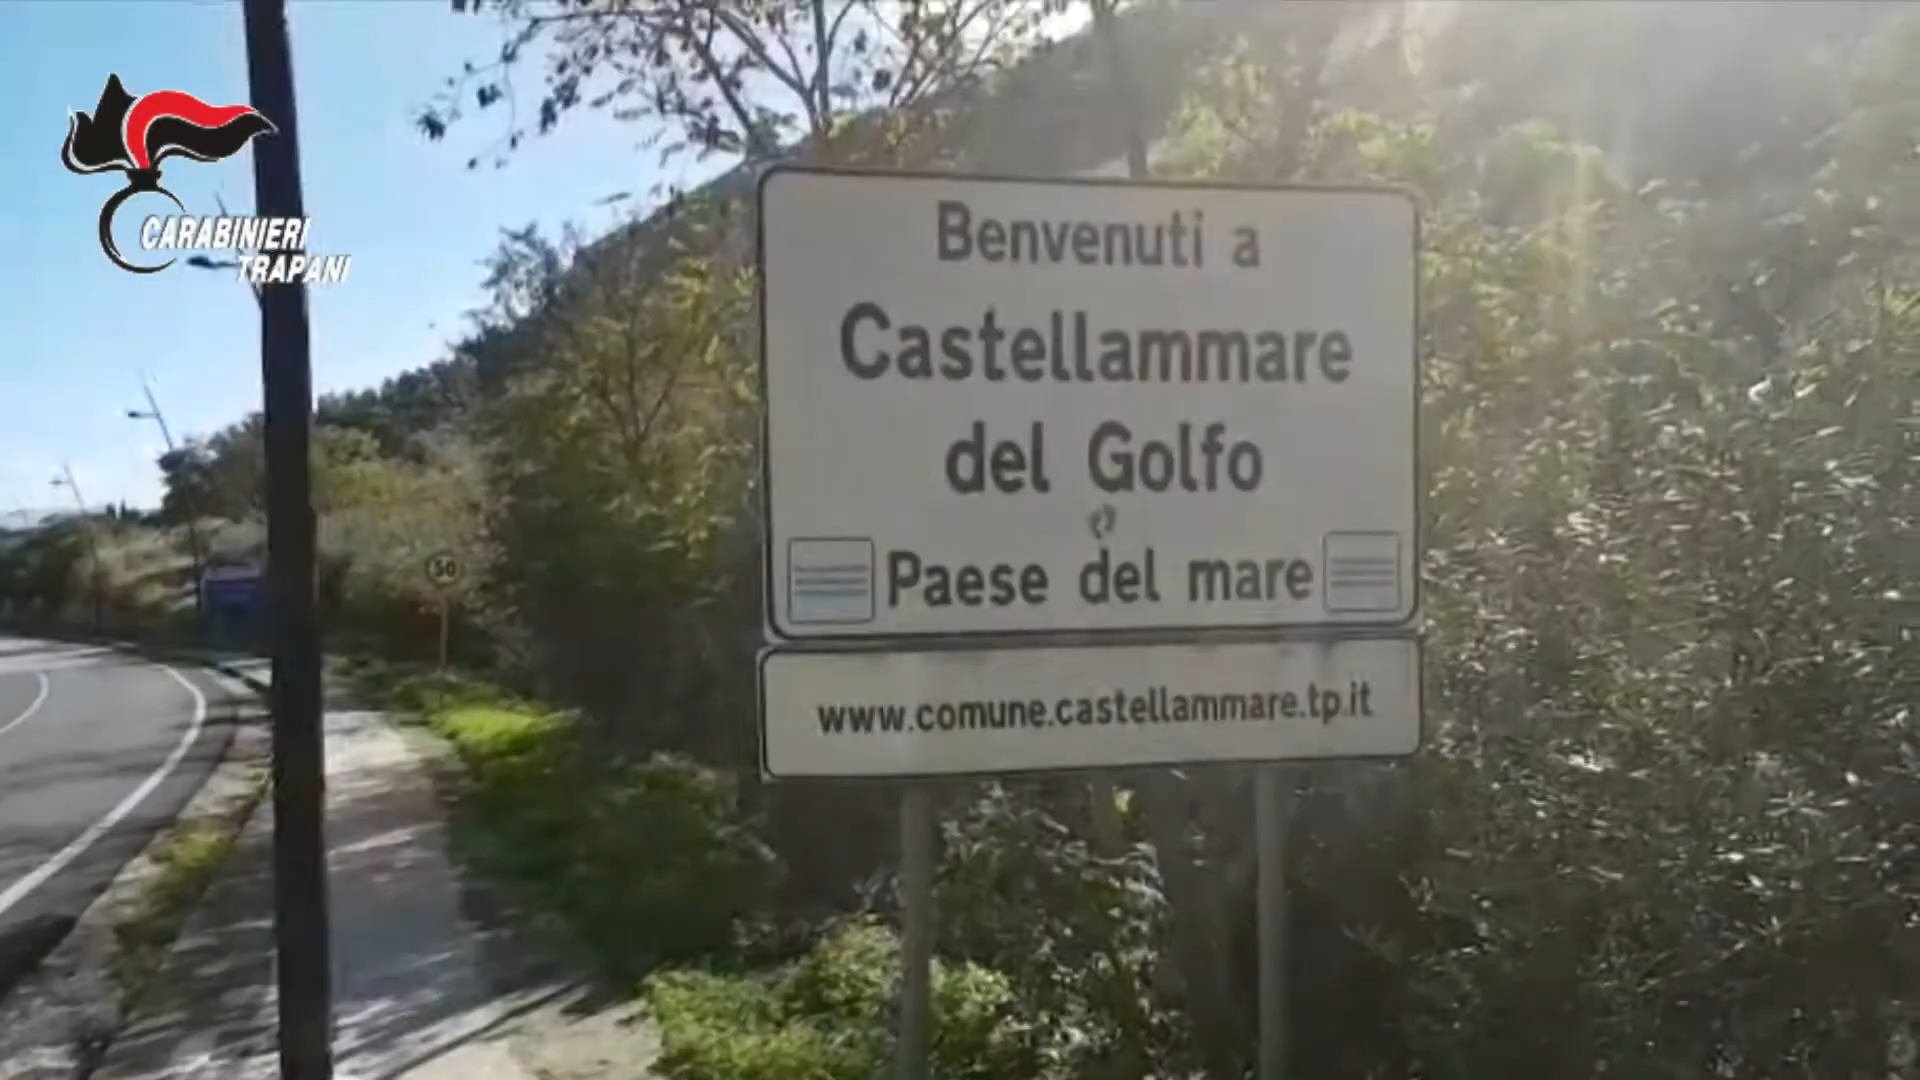 CARABINIERI
TRAPANI
Benvenuti a
Castellammare
del Golfo
Paese del mare
www.comune.castellammare.tp.it
50